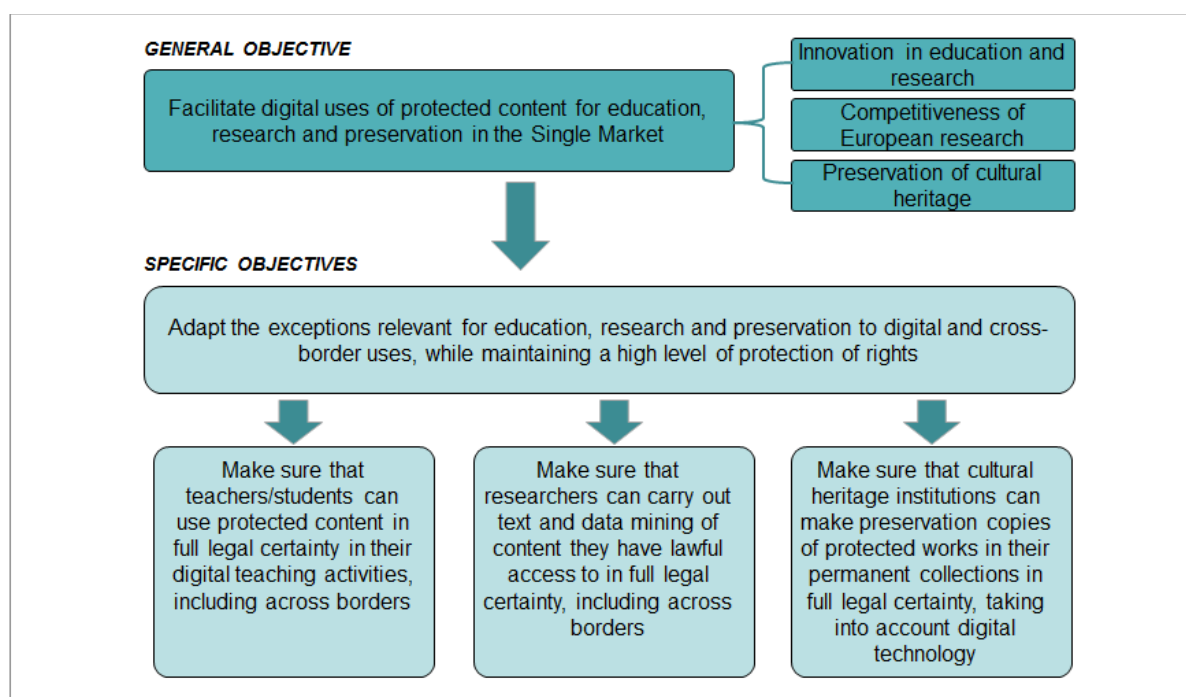 GENERAL OBJECTIVE
Facilitate digital uses of protected content for education,
research and preservation in the Single Market
Innovation in education and
research
Competitiveness of
European research
Preservation of cultural
heritage
SPECIFIC OBJECTIVES
Adapt the exceptions relevant for education, research and preservation to digital and cross-
border uses, while maintaining a high level of protection of rights
Make sure that
teachers/students can
use protected content in
full legal certainty in their
digital teaching activities,
including across borders
Make sure that
researchers can carry out
text and data mining of
content they have lawful
access to in full legal
certainty, including across
borders
Make sure that cultural
heritage institutions can
make preservation copies
of protected works in their
permanent collections in
full legal certainty, taking
into account digital
technology